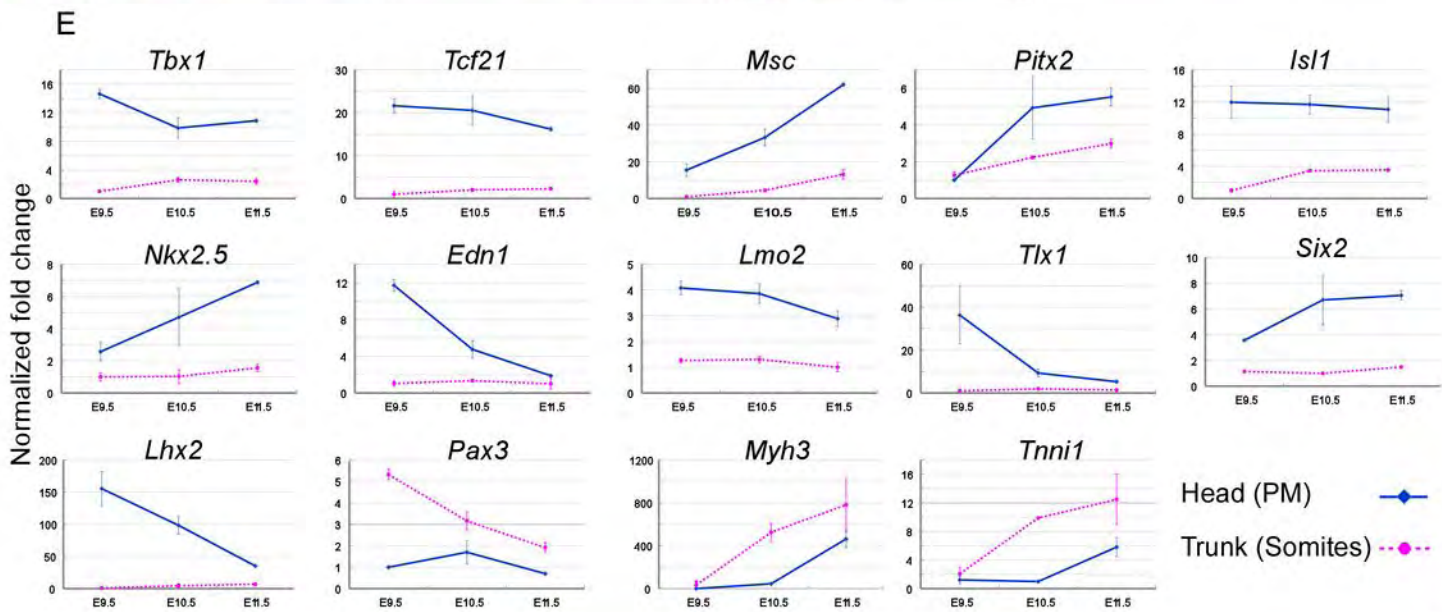 E
Normalized fold change
Tbx1
16
14
12
10
8
6
4
2
0
E9.5 E10.5 E11.5
Tcf21
30
20
10
0
E9.5 E10.5 E11.5
Msc
60
40
20
0
E9.5 E10.5 E11.5
Pitx2
6
4
2
0
E9.5 E10.5 E11.5
Isl1
16
12
8
4
0
E9.5 E10.5 E11.5
Nkx2.5
8
6
4
2
0
E9.5 E10.5 E11.5
Edn1
12
8
4
0
E9.5 E10.5 E11.5
Lmo2
5
4
3
2
1
0
E9.5 E10.5 E11.5
Tlx1
60
40
20
0
E9.5 E10.5 E11.5
Six2
10
8
6
4
2
0
E9.5 E10.5 E11.5
Lhx2
200
150
100
50
0
E9.5 E10.5 E11.5
Pax3
6
5
4
3
2
1
0
E9.5 E10.5 E11.5
Myh3
1200
800
400
0
E9.5 E10.5 E11.5
Tnni1
16
12
8
4
0
E9.5 E10.5 E11.5
Head (PM)
Trunk (Somites)